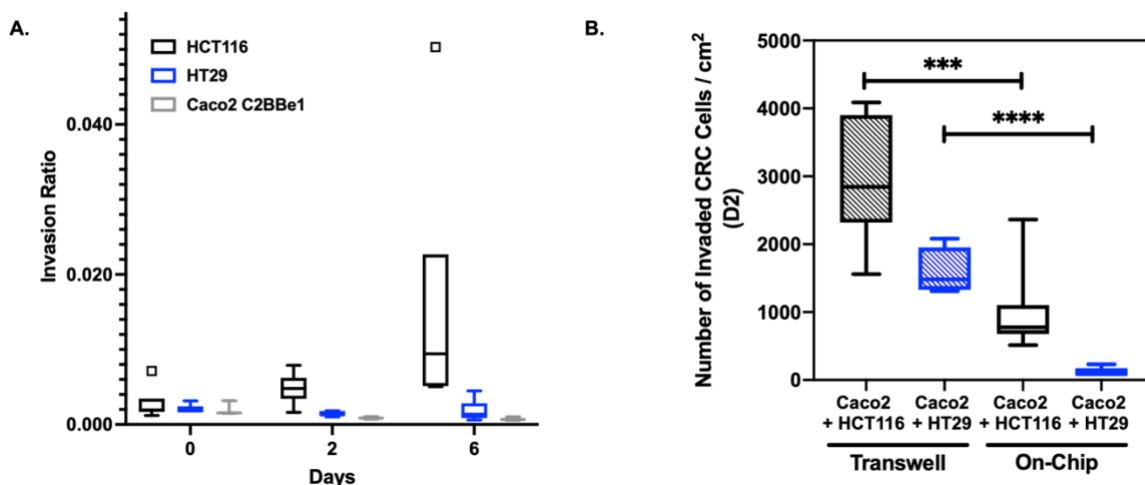 A.
HCT116
HT29
Caco2 C2BBe1
0.040
0.020
0.000
Invasion Ratio
0
2
6
Days
B.
Number of Invaded CRC Cells / cm²
(D2)
5000
4000
3000
2000
1000
0
***
****
Caco2 Caco2 Caco2 Caco2
+ HCT116 + HT29 + HCT116 + HT29
Transwell On-Chip